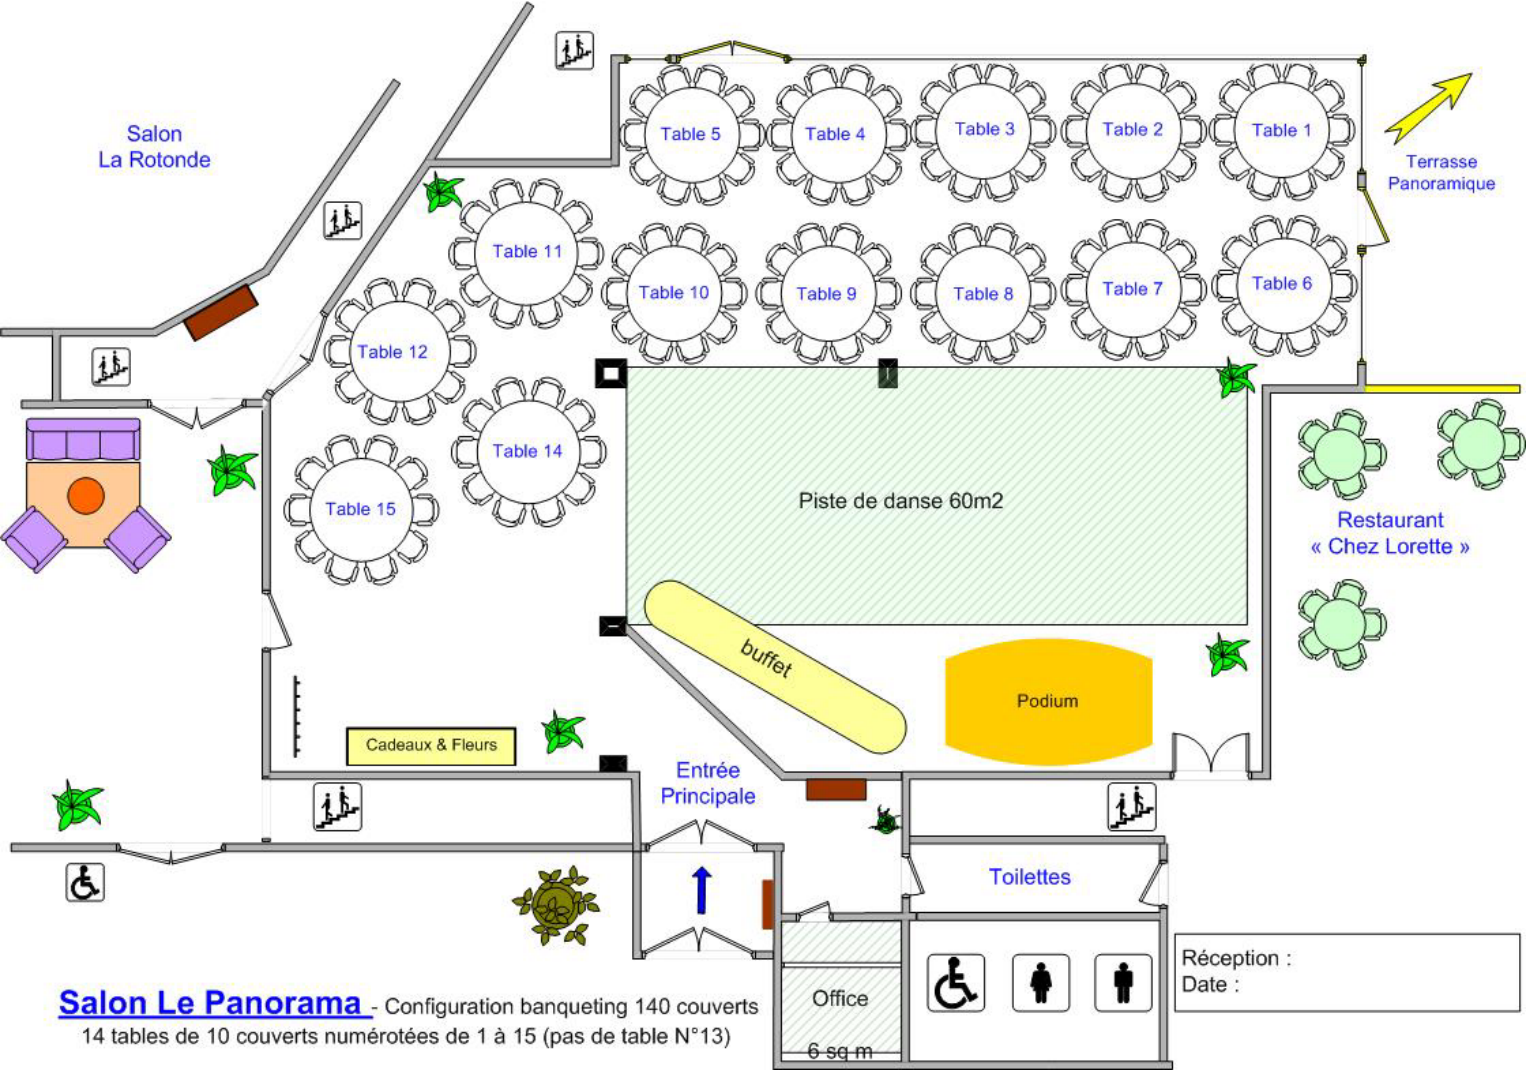 Salon
La Rotonde
Table 5
Table 4
Table 3
Table 2
Table 1
Terrasse
Panoramique
Table 11
Table 10
Table 9
Table 8
Table 7
Table 6
Table 12
Table 14
Table 15
Piste de danse 60m2
Restaurant
« Chez Lorette »
buffet
Podium
Cadeaux & Fleurs
Entrée
Principale
Toilettes
Office
6 sq m
Réception :
Date :
Salon Le Panorama - Configuration banqueting 140 couverts
14 tables de 10 couverts numérotées de 1 à 15 (pas de table N°13)